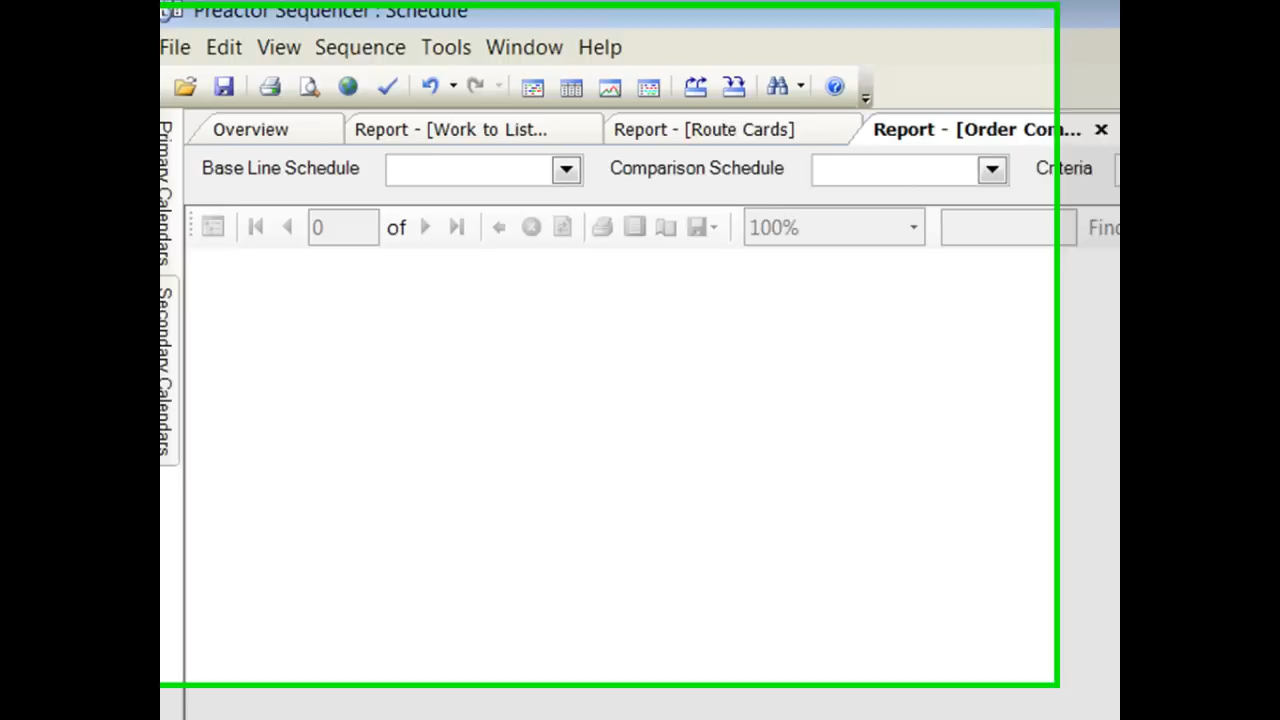 Preactor Sequencer : Schedule
File Edit View Sequence Tools Window Help
Overview Report - [Work to List... Report - [Route Cards] Report - [Order Com...
Base Line Schedule Comparison Schedule Criteria
0 of 100% Find
Primary Calendars
Secondary Calendars